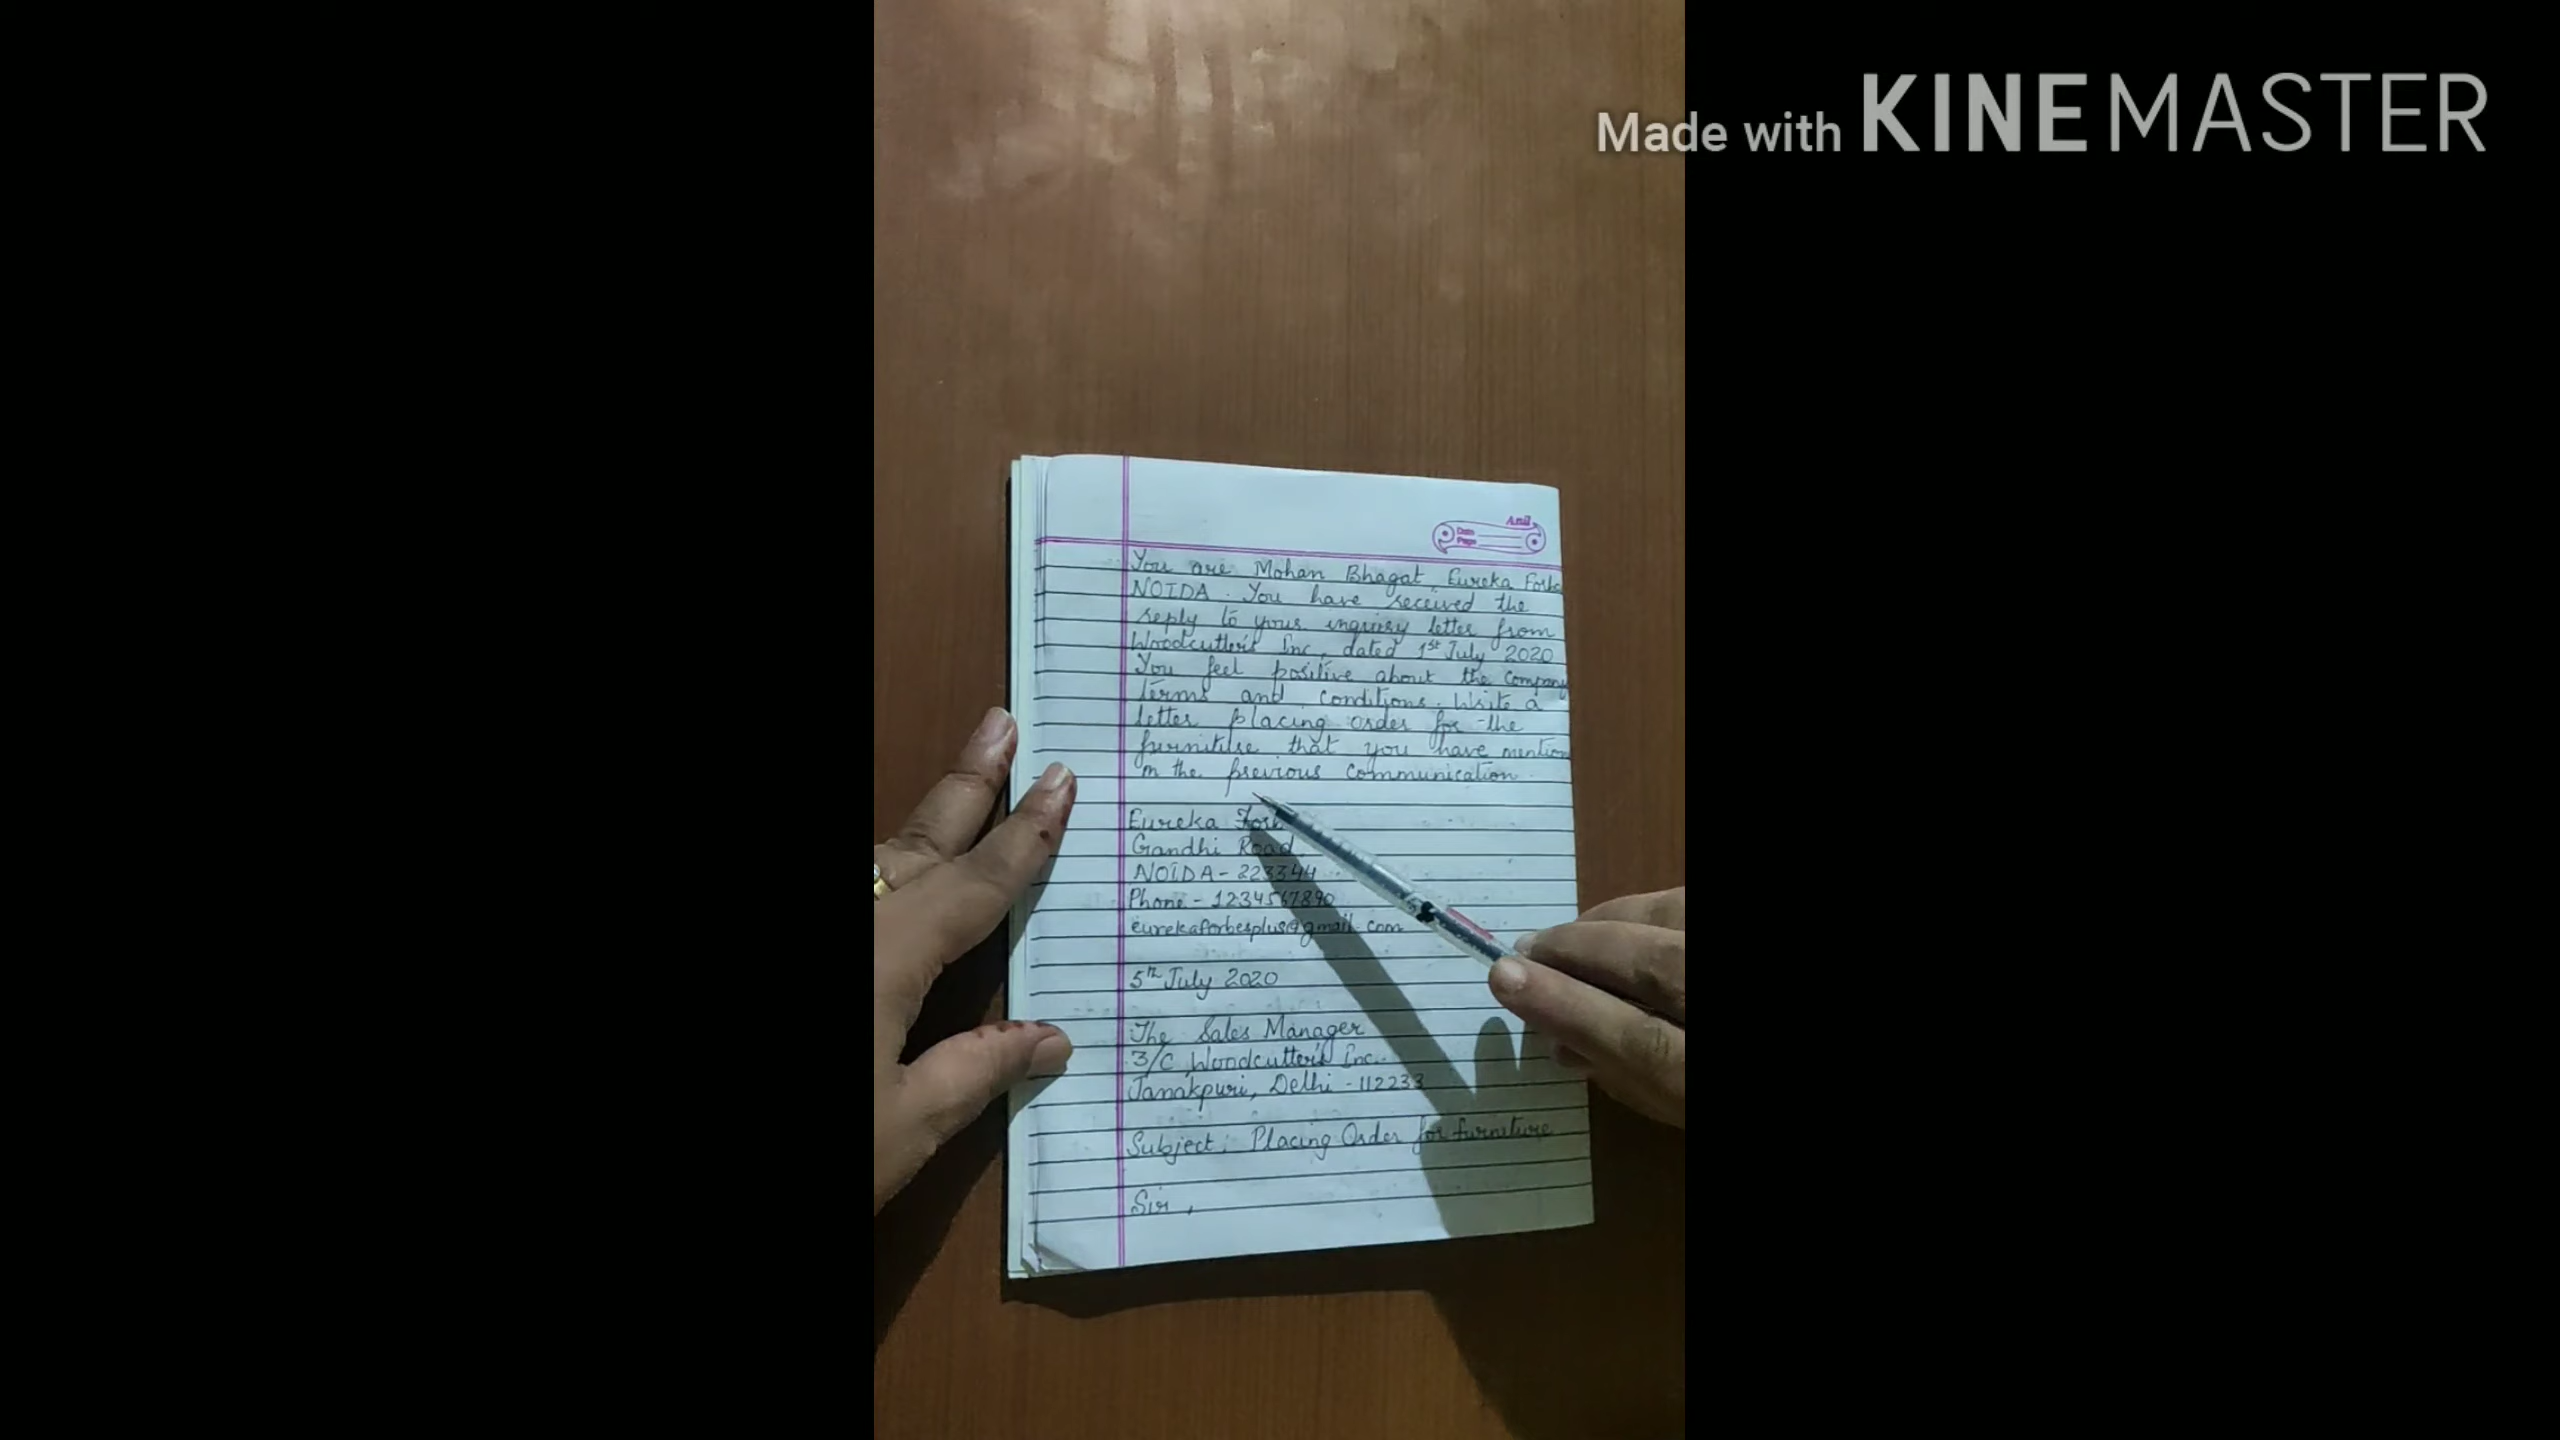 Made with KINEMASTER
Anil
Date
Page
You are Mohan Bhagat, Eureka Forbe
NOIDA. You have received the
reply to your inquiry letter from
Woodcutter's Inc, dated 1st July 2020
You feel positive about the company
terms and conditions. Write a
letter placing order for the
furniture that you have mention
in the previous communication.
Eureka Forb
Gandhi Road
NOIDA - 223344
Phone - 1234567890
eurekaforbesplus@gmail.com
5th July 2020
The Sales Manager
3/C Woodcutter's Inc.
Janakpuri, Delhi - 112233
Subject: Placing Order for furniture
Sir,